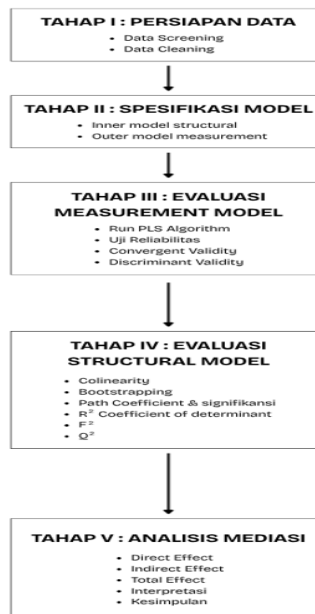 TAHAP I : PERSIAPAN DATA
• Data Screening
• Data Cleaning
TAHAP II : SPESIFIKASI MODEL
• Inner model structural
• Outer model measurement
TAHAP III : EVALUASI
MEASUREMENT MODEL
• Run PLS Algorithm
• Uji Reliabilitas
• Convergent Validity
• Discriminant Validity
TAHAP IV : EVALUASI
STRUCTURAL MODEL
• Colinearity
• Bootstrapping
• Path Coefficient & signifikansi
• R² Coefficient of determinant
• F²
• Q²
TAHAP V : ANALISIS MEDIASI
• Direct Effect
• Indirect Effect
• Total Effect
• Interpretasi
• Kesimpulan